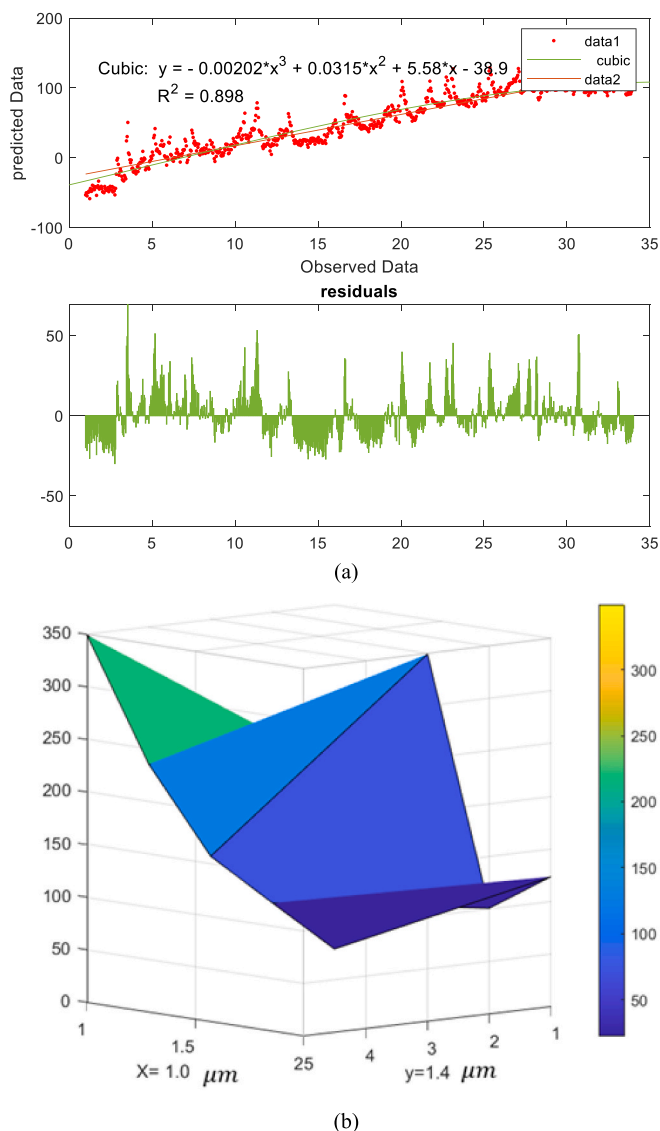 200
100
0
-100
predicted Data
Cubic: y = - 0.00202*x³ + 0.0315*x² + 5.58*x - 38.9
R² = 0.898
data1
cubic
data2
0 5 10 15 20 25 30 35
Observed Data
residuals
50
0
-50
0 5 10 15 20 25 30 35
(a)
350
300
250
200
150
100
50
0
1 1.5 25 4 3 2 1
X= 1.0 μm y=1.4 μm
300
250
200
150
100
50
(b)